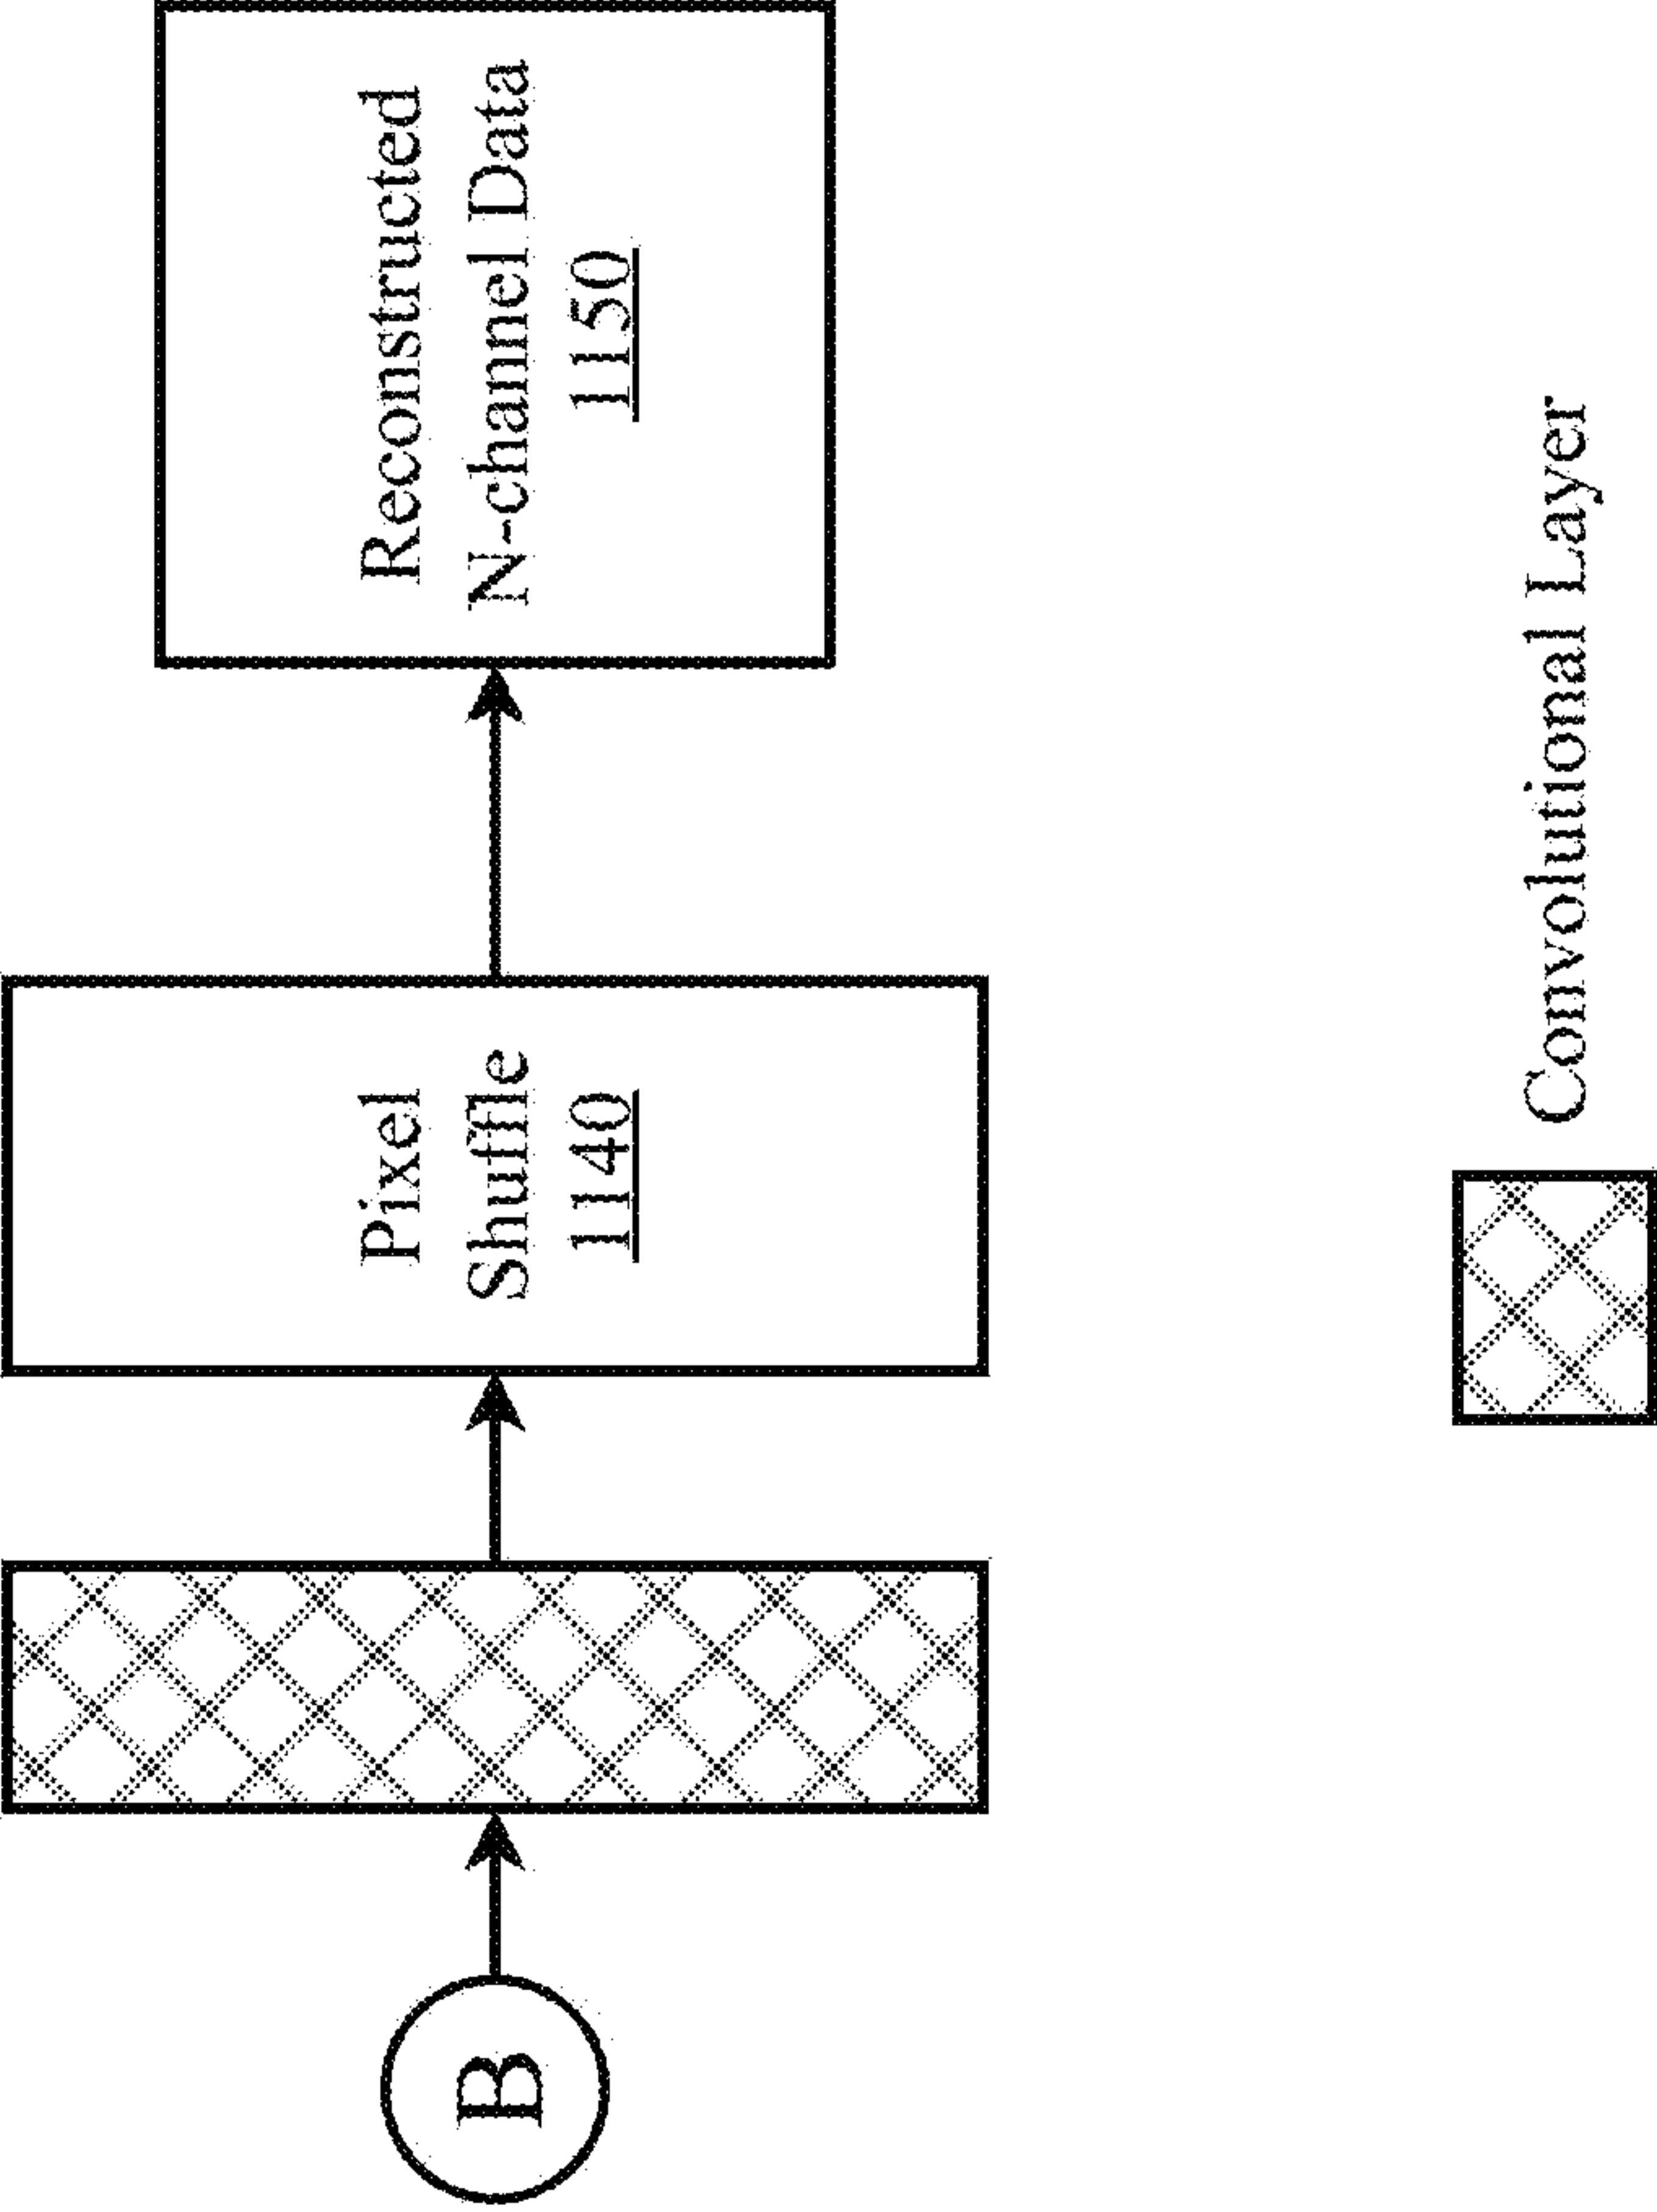 B
Pixel
Shuffle
1140
Reconstructed
N-channel Data
1150
Convolutional Layer